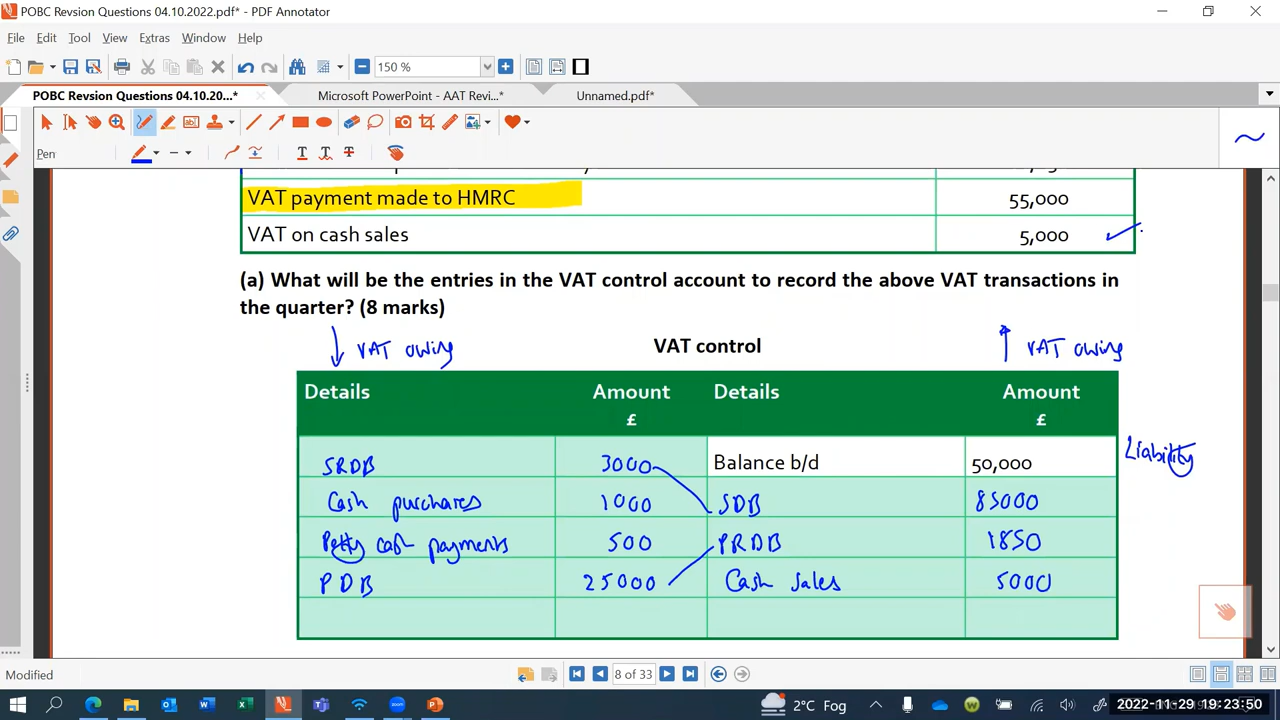 POBC Revsion Questions 04.10.2022.pdf* - PDF Annotator
File Edit Tool View Extras Window Help
150 %
POBC Revsion Questions 04.10.20...* Microsoft PowerPoint - AAT Revi...* Unnamed.pdf*
Pen
VAT payment made to HMRC 55,000
VAT on cash sales 5,000
(a) What will be the entries in the VAT control account to record the above VAT transactions in
the quarter? (8 marks)
VAT owing VAT control VAT owing
Details Amount £ Details Amount £
SRDB 3000 Balance b/d 50,000 Liability
Cash purchases 1000 SDB 85000
Petty cash payments 500 PRDB 1850
PDB 25000 Cash sales 5000
Modified 8 of 33
2°C Fog 2022-11-29 19:23:50